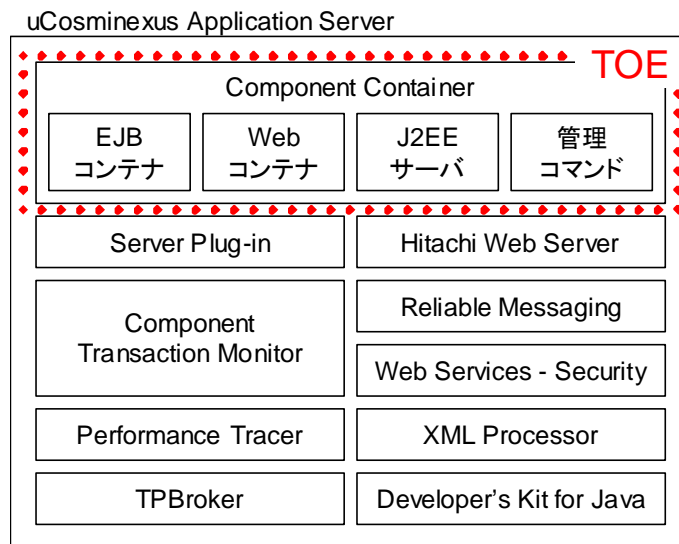 uCosminexus Application Server
TOE
Component Container
EJB
コンテナ
Web
コンテナ
J2EE
サーバ
管理
コマンド
Server Plug-in
Hitachi Web Server
Component
Transaction Monitor
Reliable Messaging
Web Services - Security
Performance Tracer
XML Processor
TPBroker
Developer's Kit for Java